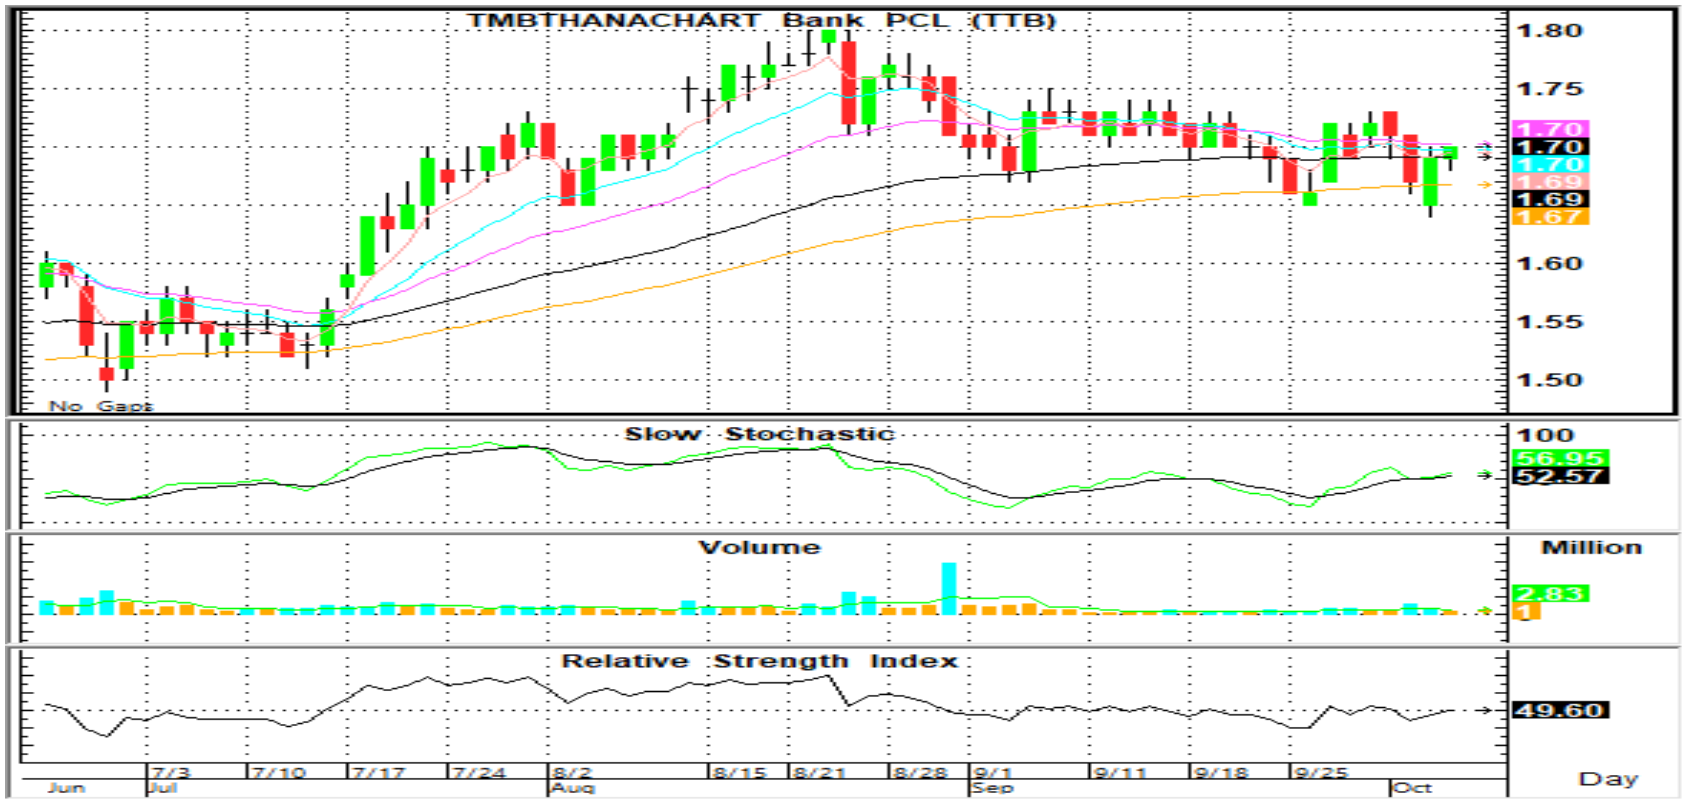 TMBTHANACHART Bank PCL (TTB)
1.80
1.75
1.70
1.70
1.70
1.69
1.69
1.67
1.60
1.55
1.50
No Gaps
Slow Stochastic
100
56.95
52.57
Volume
Million
2.83
1
Relative Strength Index
49.60
7/3 7/10 7/17 7/24 8/2 8/15 8/21 8/28 9/1 9/11 9/18 9/25
Jun Jul Aug Sep Oct
Day